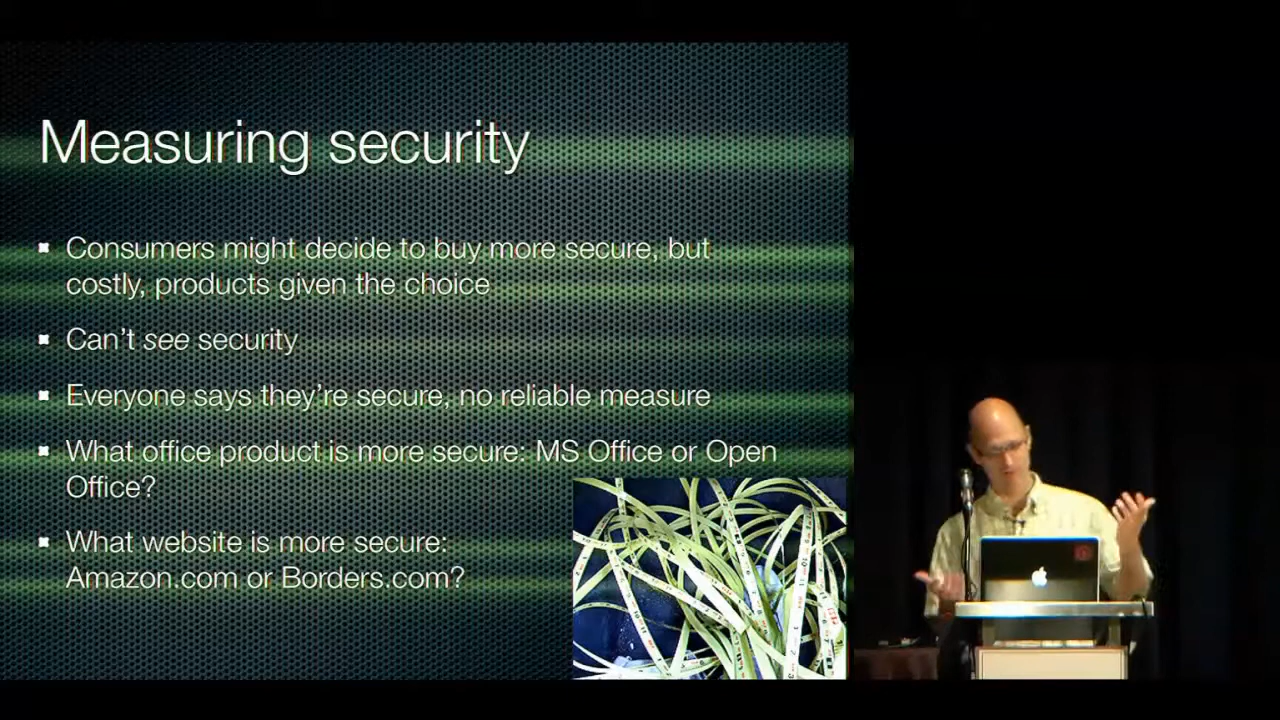 Measuring security
Consumers might decide to buy more secure, but
costly, products given the choice
Can't see security
Everyone says they're secure, no reliable measure
What office product is more secure: MS Office or Open
Office?
What website is more secure:
Amazon.com or Borders.com?